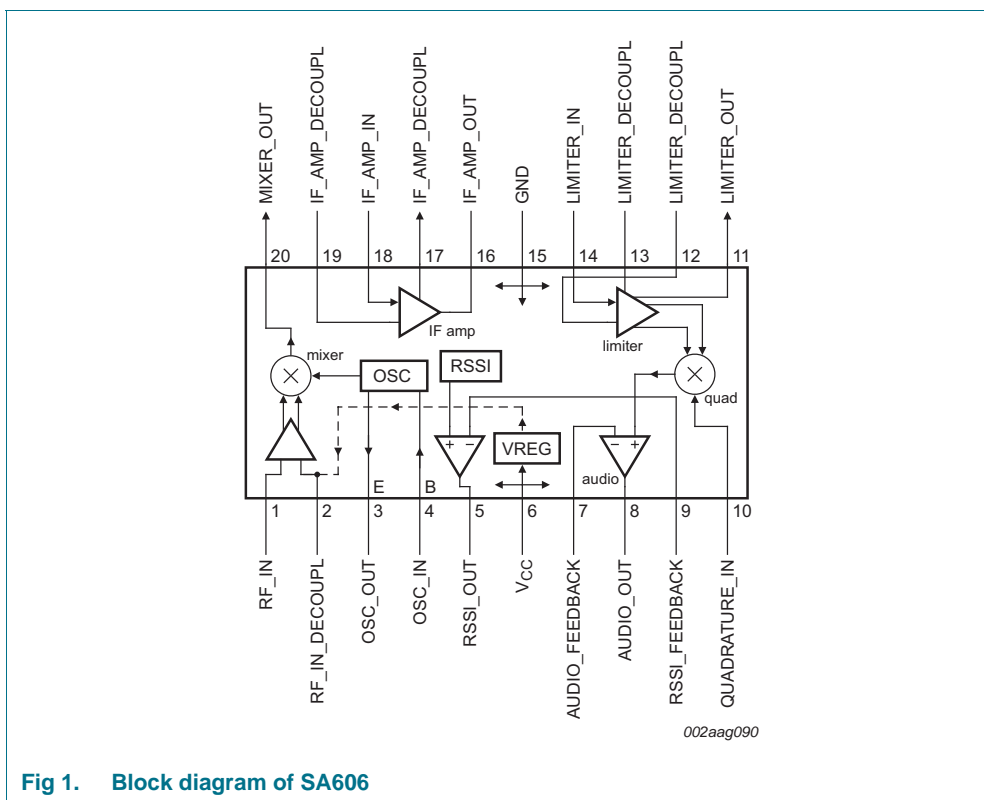 MIXER_OUT
IF_AMP_DECOUPL
IF_AMP_IN
IF_AMP_DECOUPL
IF_AMP_OUT
GND
LIMITER_IN
LIMITER_DECOUPL
LIMITER_DECOUPL
LIMITER_OUT
20 19 18 17 16 15 14 13 12 11
IF amp
limiter
mixer
OSC
RSSI
quad
+ −
VREG
− +
audio
E B
1 2 3 4 5 6 7 8 9 10
RF_IN
RF_IN_DECOUPL
OSC_OUT
OSC_IN
RSSI_OUT
VCC
AUDIO_FEEDBACK
AUDIO_OUT
RSSI_FEEDBACK
QUADRATURE_IN
002aag090
Fig 1. Block diagram of SA606